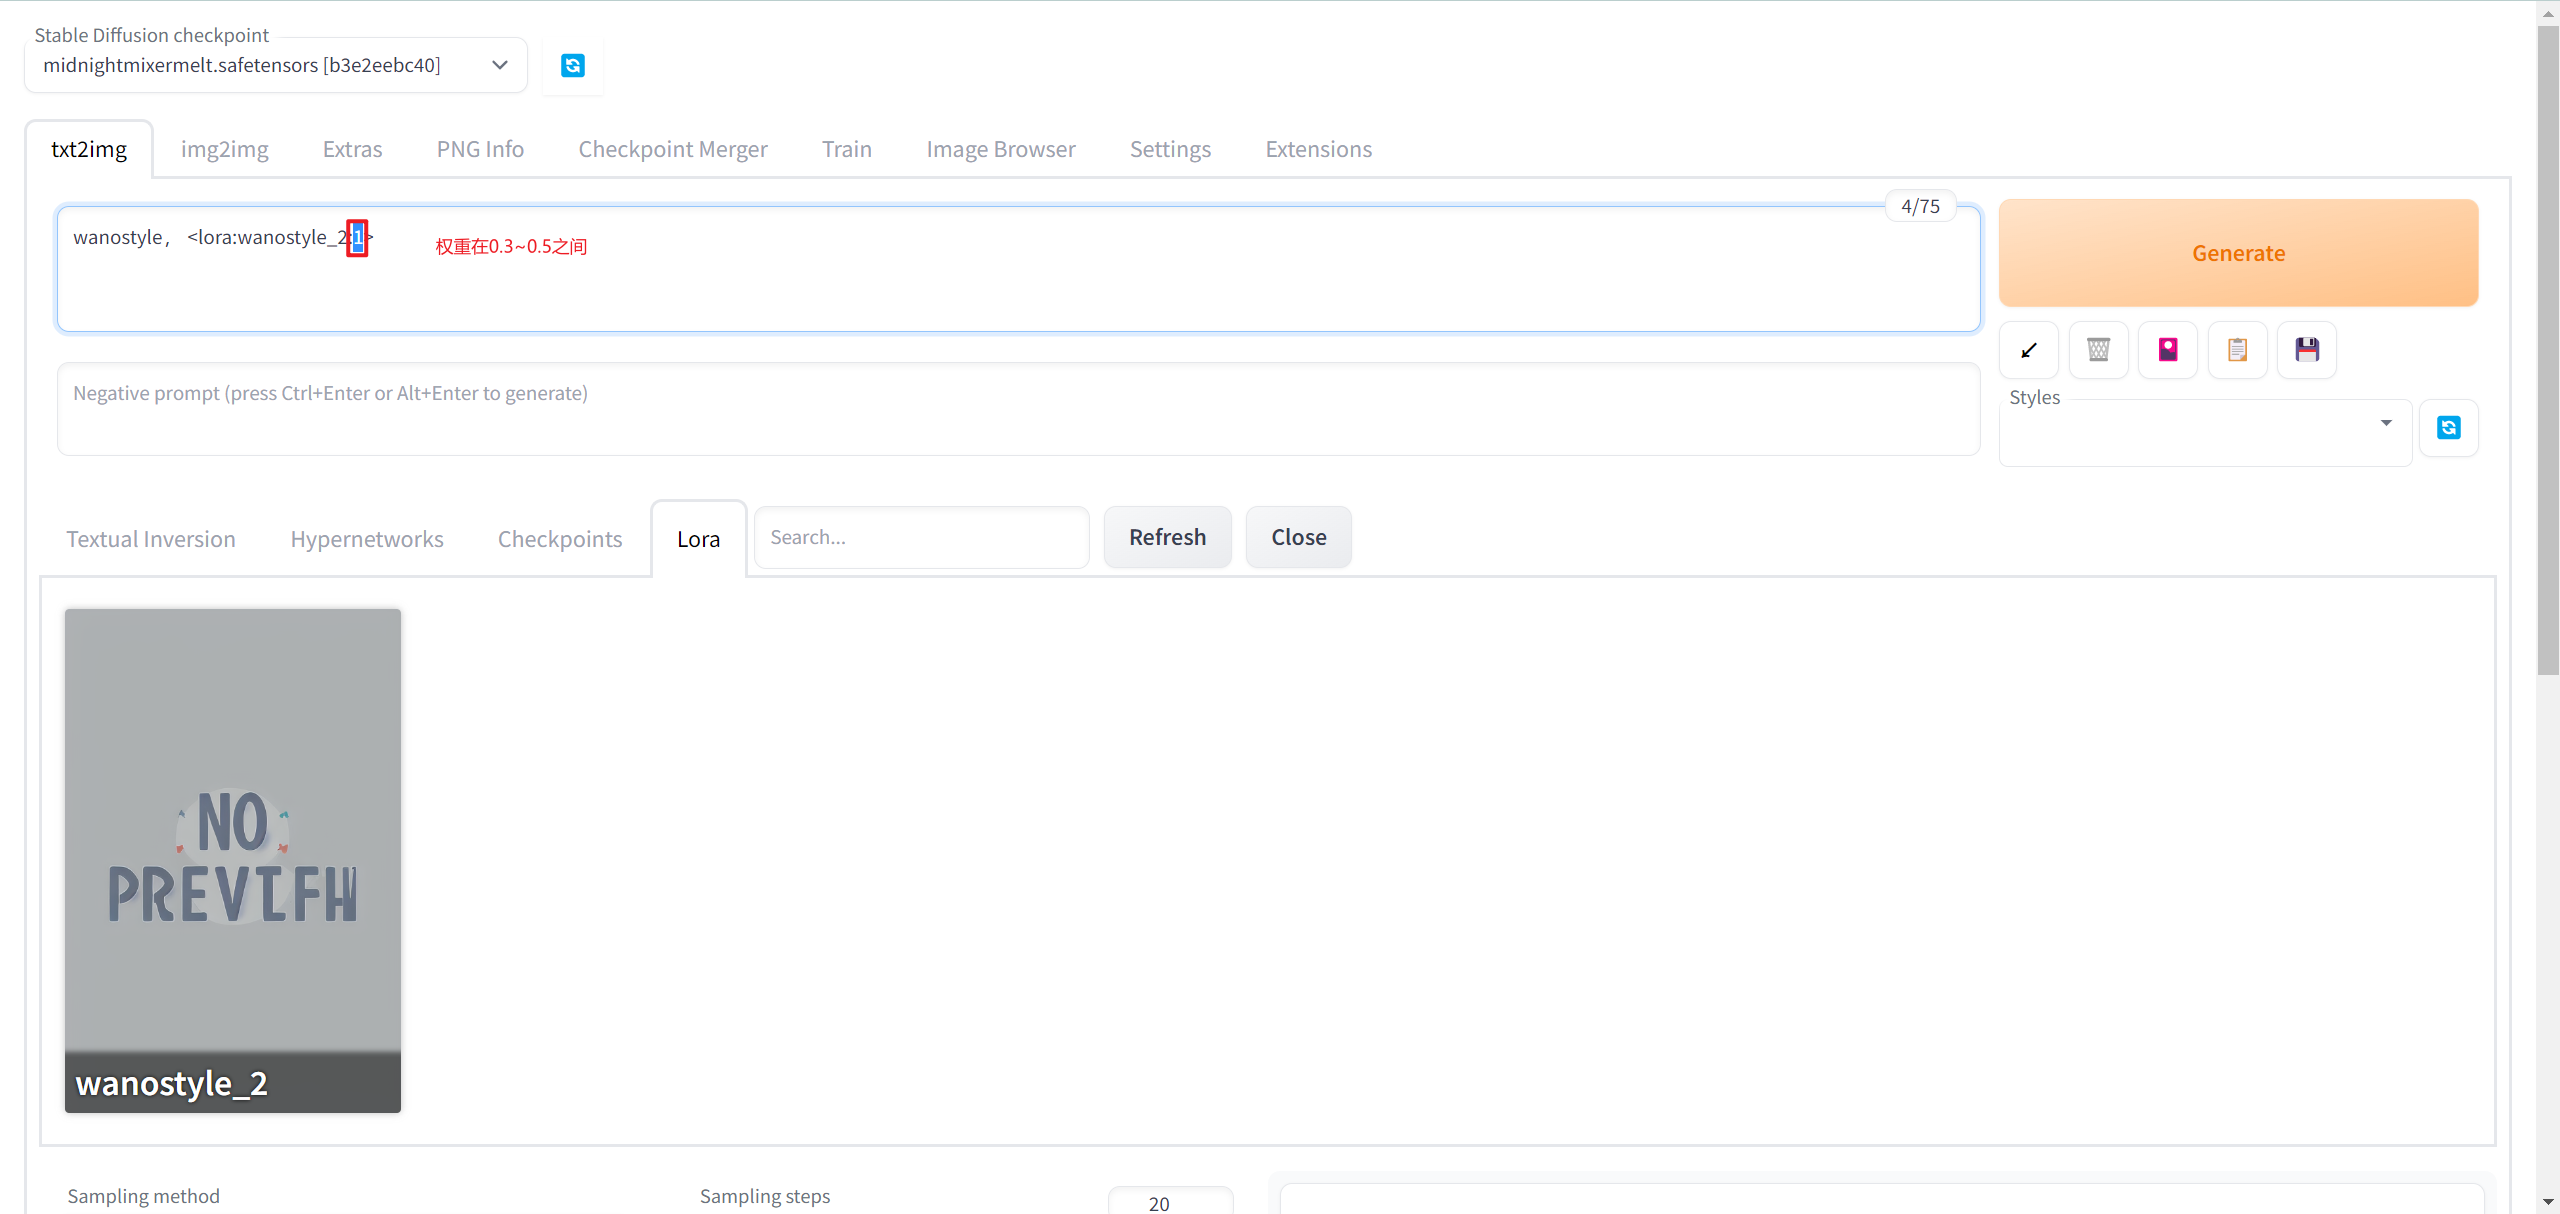 Stable Diffusion checkpoint
midnightmixermelt.safetensors [b3e2eebc40]
txt2img img2img Extras PNG Info Checkpoint Merger Train Image Browser Settings Extensions
4/75
wanostyle， <lora:wanostyle_2:1>
权重在0.3~0.5之间
Generate
Negative prompt (press Ctrl+Enter or Alt+Enter to generate)
Styles
Textual Inversion Hypernetworks Checkpoints Lora Search... Refresh Close
NO
PREVIFW
wanostyle_2
Sampling method Sampling steps 20